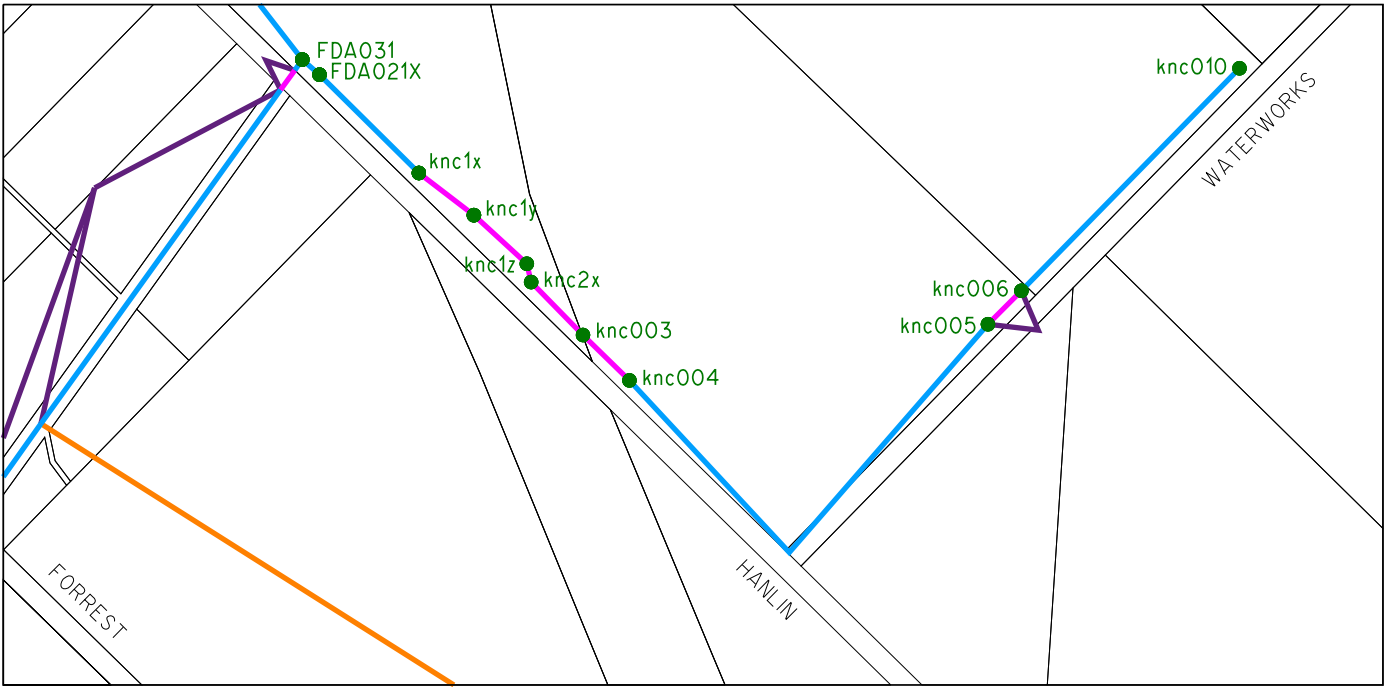 FDA031
FDA021X
knc010
WATERWORKS
knc1x
knc1y
knc1z
knc2x
knc006
knc005
knc003
knc004
HANLIN
FORREST